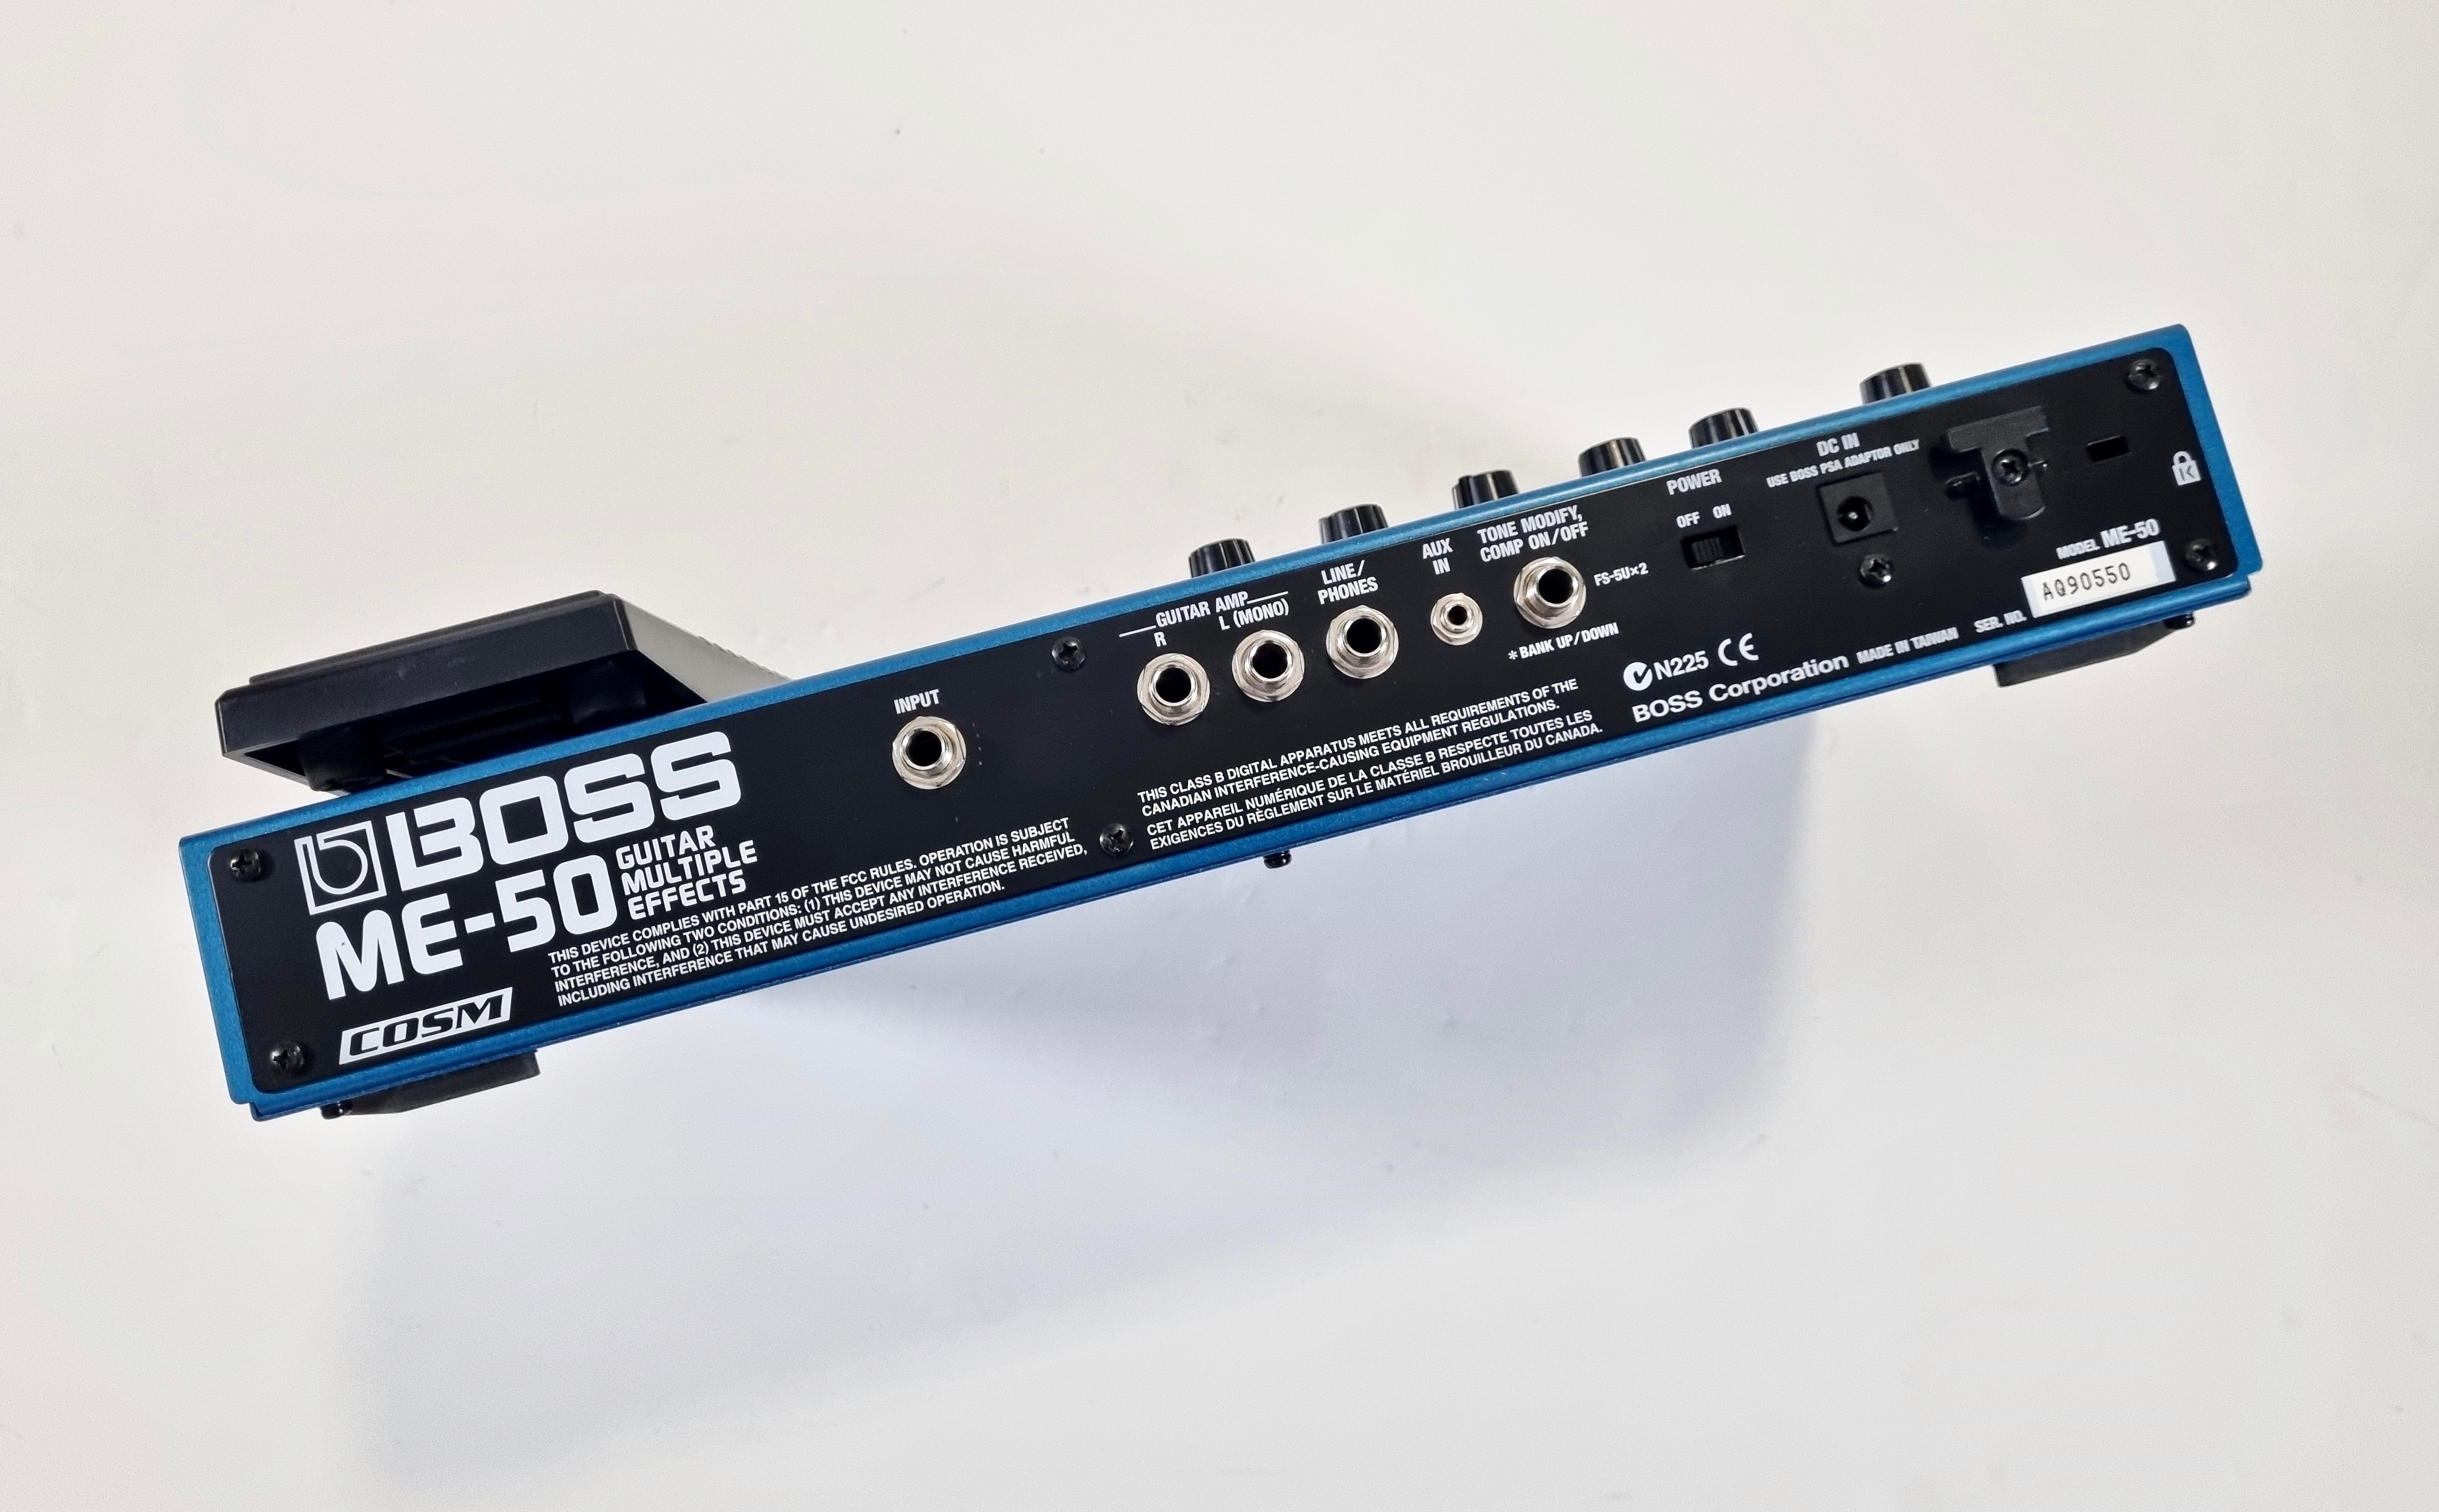 BOSS
ME-50
GUITAR
MULTIPLE
EFFECTS
COSM
THIS DEVICE COMPLIES WITH PART 15 OF THE FCC RULES. OPERATION IS SUBJECT
TO THE FOLLOWING TWO CONDITIONS: (1) THIS DEVICE MAY NOT CAUSE HARMFUL
INTERFERENCE, AND (2) THIS DEVICE MUST ACCEPT ANY INTERFERENCE RECEIVED,
INCLUDING INTERFERENCE THAT MAY CAUSE UNDESIRED OPERATION.
INPUT
GUITAR AMP
R
L (MONO)
LINE/
PHONES
AUX
IN
TONE MODIFY,
COMP ON/OFF
FS-5U×2
* BANK UP/DOWN
THIS CLASS B DIGITAL APPARATUS MEETS ALL REQUIREMENTS OF THE
CANADIAN INTERFERENCE-CAUSING EQUIPMENT REGULATIONS.
CET APPAREIL NUMÉRIQUE DE LA CLASSE B RESPECTE TOUTES LES
EXIGENCES DU RÈGLEMENT SUR LE MATÉRIEL BROUILLEUR DU CANADA.
POWER
OFF ON
DC IN
USE BOSS PSA ADAPTOR ONLY
N225 CE
BOSS Corporation MADE IN TAIWAN
MODEL ME-50
SER. NO. AQ90550
K